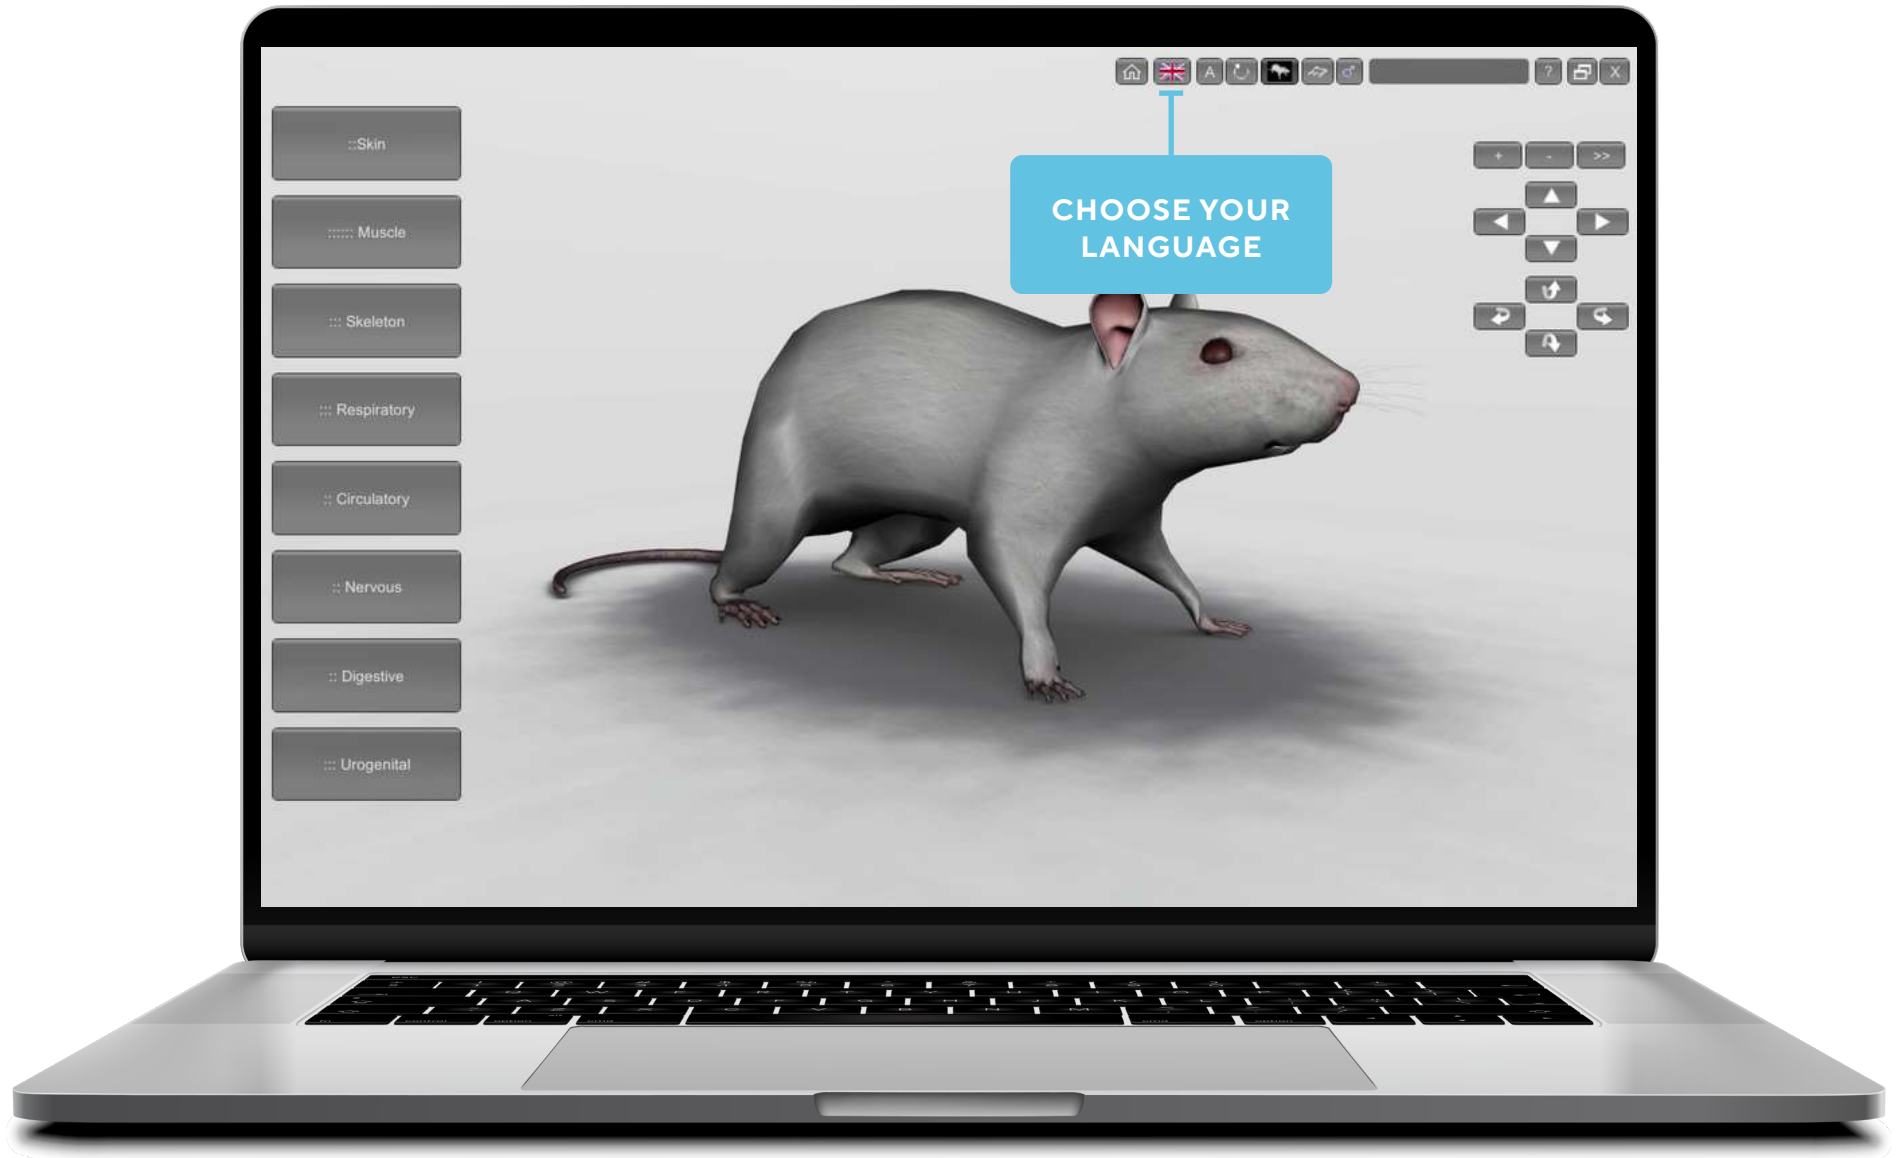 A
?
X
::Skin
:::::: Muscle
::: Skeleton
::: Respiratory
:: Circulatory
:: Nervous
:: Digestive
::: Urogenital
CHOOSE YOUR
LANGUAGE
+ - >>